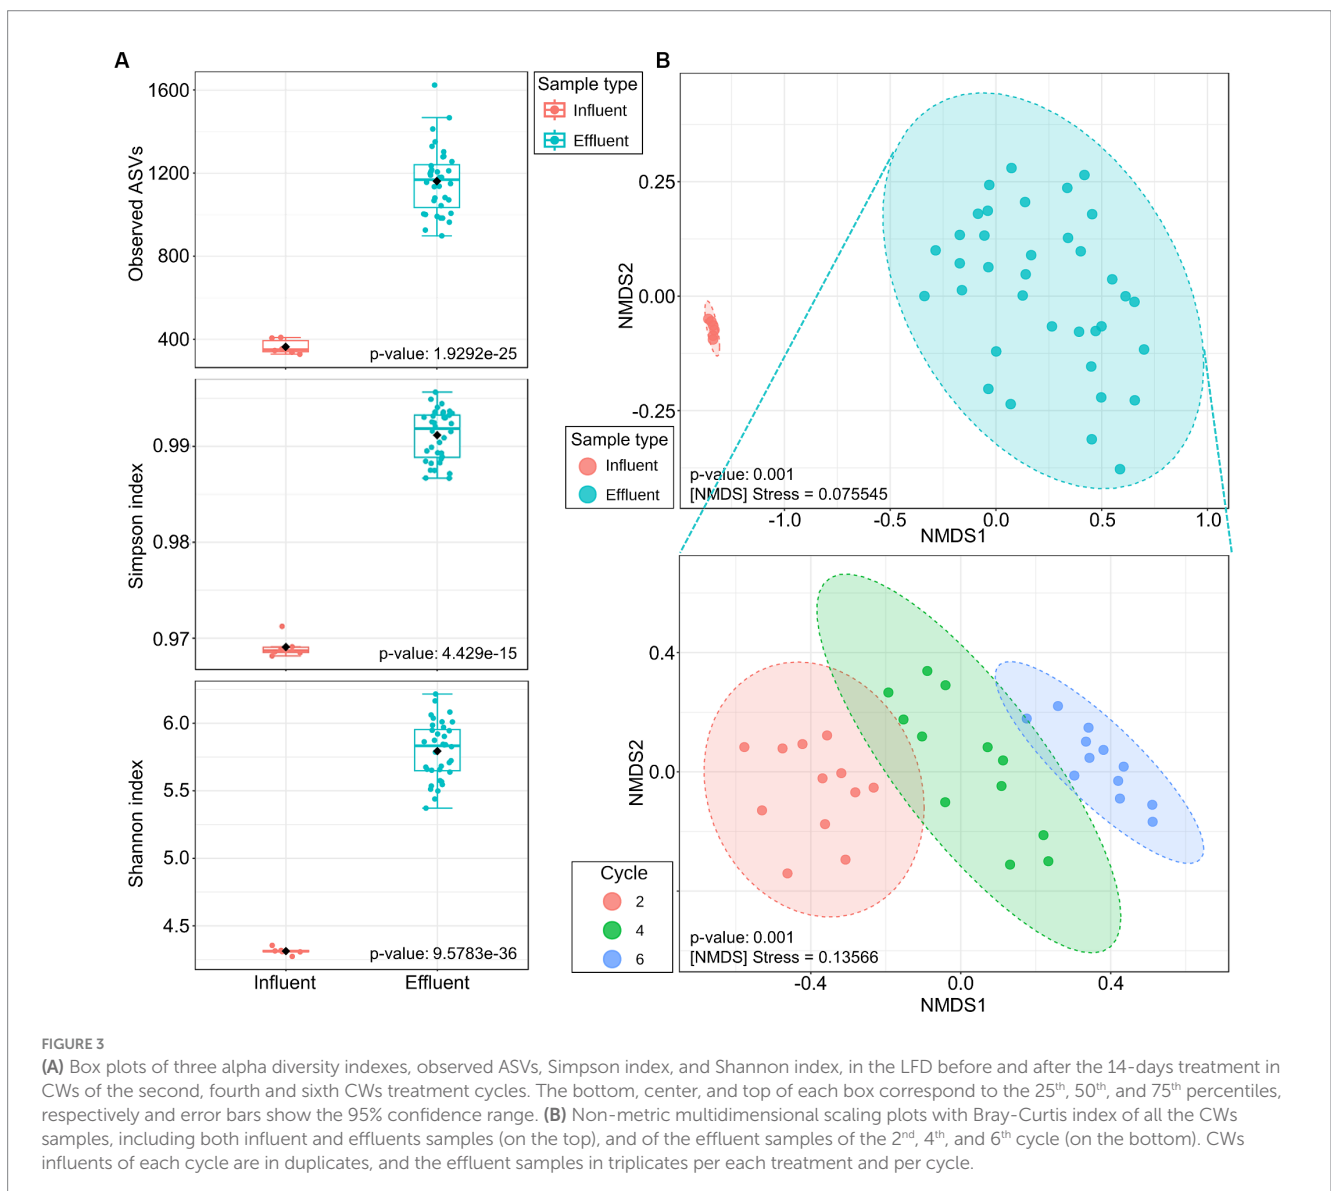 A
B
1600
1200
800
400
Observed ASVs
p-value: 1.9292e-25
Sample type
Influent
Effluent
0.99
0.98
0.97
Simpson index
p-value: 4.429e-15
6.0
5.5
5.0
4.5
Shannon index
p-value: 9.5783e-36
Influent
Effluent
0.25
0.00
-0.25
NMDS2
Sample type
Influent
Effluent
p-value: 0.001
[NMDS] Stress = 0.075545
-1.0
-0.5
0.0
0.5
1.0
NMDS1
0.4
0.0
NMDS2
Cycle
2
4
6
p-value: 0.001
[NMDS] Stress = 0.13566
-0.4
0.0
0.4
NMDS1
FIGURE 3
(A) Box plots of three alpha diversity indexes, observed ASVs, Simpson index, and Shannon index, in the LFD before and after the 14-days treatment in
CWs of the second, fourth and sixth CWs treatment cycles. The bottom, center, and top of each box correspond to the 25th, 50th, and 75th percentiles,
respectively and error bars show the 95% confidence range. (B) Non-metric multidimensional scaling plots with Bray-Curtis index of all the CWs
samples, including both influent and effluents samples (on the top), and of the effluent samples of the 2nd, 4th, and 6th cycle (on the bottom). CWs
influents of each cycle are in duplicates, and the effluent samples in triplicates per each treatment and per cycle.